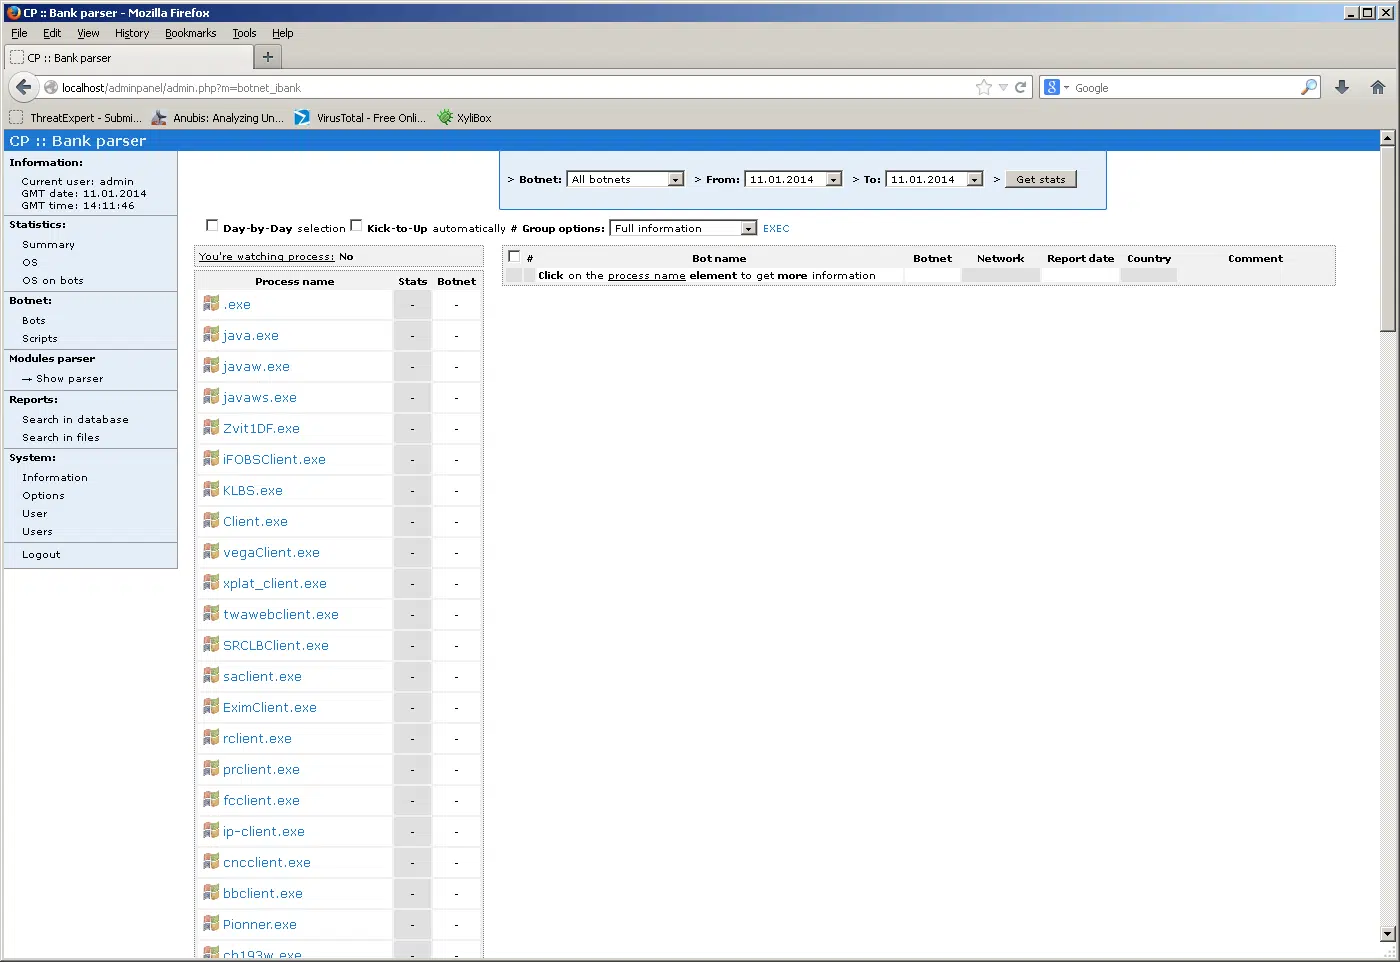 CP :: Bank parser - Mozilla Firefox
File Edit View History Bookmarks Tools Help
CP :: Bank parser +
localhost/adminpanel/admin.php?m=botnet_ibank 8 Google
ThreatExpert - Submi... Anubis: Analyzing Un... VirusTotal - Free Onli... XyliBox
CP :: Bank parser
Information:
Current user: admin
GMT date: 11.01.2014
GMT time: 14:11:46
Statistics:
Summary
OS
OS on bots
Botnet:
Bots
Scripts
Modules parser
→ Show parser
Reports:
Search in database
Search in files
System:
Information
Options
User
Users
Logout
> Botnet: All botnets > From: 11.01.2014 > To: 11.01.2014 > Get stats
Day-by-Day selection Kick-to-Up automatically # Group options: Full information EXEC
You're watching process: No
Process name Stats Botnet
.exe - -
java.exe - -
javaw.exe - -
javaws.exe - -
Zvit1DF.exe - -
iFOBSClient.exe - -
KLBS.exe - -
Client.exe - -
vegaClient.exe - -
xplat_client.exe - -
twawebclient.exe - -
SRCLBClient.exe - -
saclient.exe - -
EximClient.exe - -
rclient.exe - -
prclient.exe - -
fcclient.exe - -
ip-client.exe - -
cncclient.exe - -
bbclient.exe - -
Pionner.exe - -
cb193w.exe - -
# Bot name Botnet Network Report date Country Comment
Click on the process name element to get more information